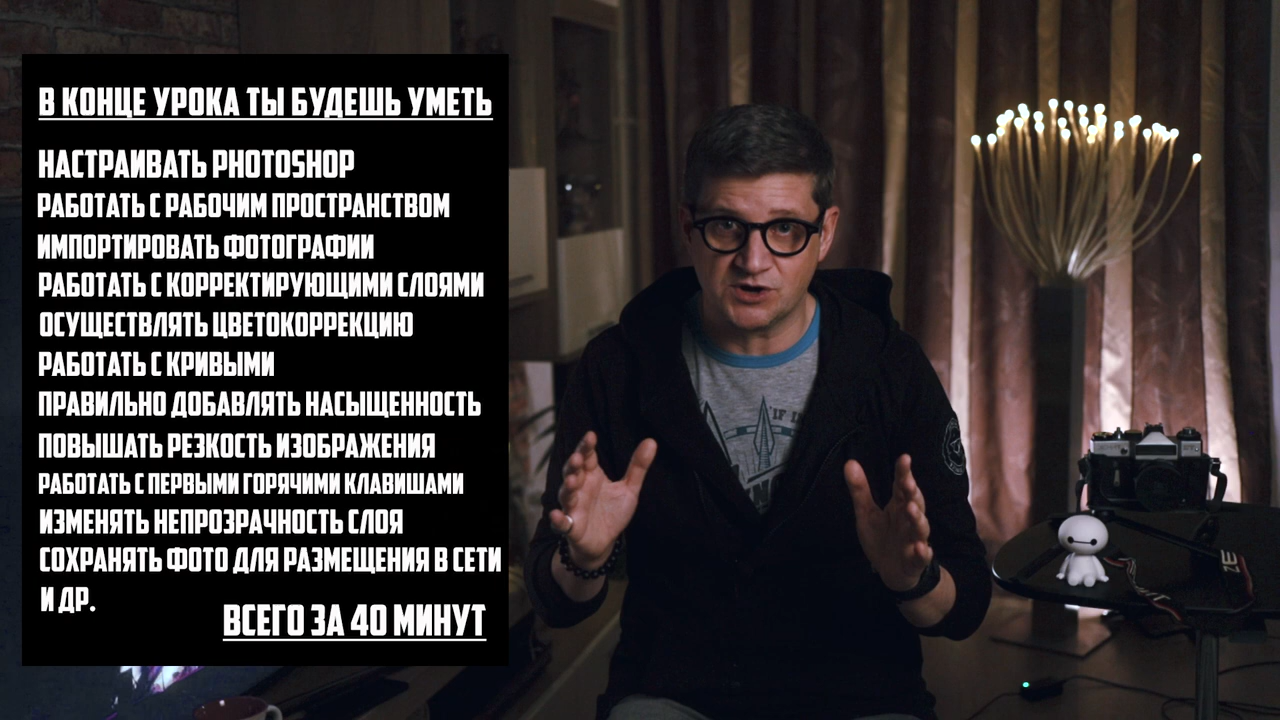 В КОНЦЕ УРОКА ТЫ БУДЕШЬ УМЕТЬ
НАСТРАИВАТЬ PHOTOSHOP
РАБОТАТЬ С РАБОЧИМ ПРОСТРАНСТВОМ
ИМПОРТИРОВАТЬ ФОТОГРАФИИ
РАБОТАТЬ С КОРРЕКТИРУЮЩИМИ СЛОЯМИ
ОСУЩЕСТВЛЯТЬ ЦВЕТОКОРРЕКЦИЮ
РАБОТАТЬ С КРИВЫМИ
ПРАВИЛЬНО ДОБАВЛЯТЬ НАСЫЩЕННОСТЬ
ПОВЫШАТЬ РЕЗКОСТЬ ИЗОБРАЖЕНИЯ
РАБОТАТЬ С ПЕРВЫМИ ГОРЯЧИМИ КЛАВИШАМИ
ИЗМЕНЯТЬ НЕПРОЗРАЧНОСТЬ СЛОЯ
СОХРАНЯТЬ ФОТО ДЛЯ РАЗМЕЩЕНИЯ В СЕТИ
И ДР.
ВСЕГО ЗА 40 МИНУТ
"IF
ZE